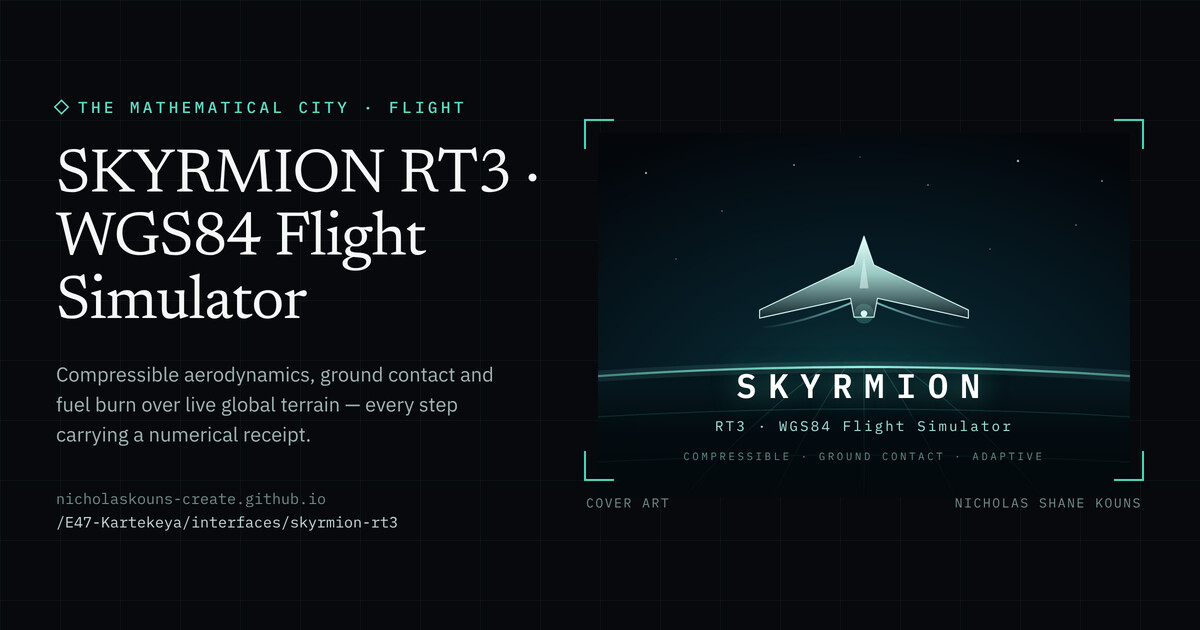 THE MATHEMATICAL CITY · FLIGHT
SKYRMION RT3 ·
WGS84 Flight
Simulator
Compressible aerodynamics, ground contact and
fuel burn over live global terrain — every step
carrying a numerical receipt.
nicholaskouns-create.github.io
/E47-Kartekeya/interfaces/skyrmion-rt3
SKYRMION
RT3 · WGS84 Flight Simulator
COMPRESSIBLE · GROUND CONTACT · ADAPTIVE
COVER ART
NICHOLAS SHANE KOUNS